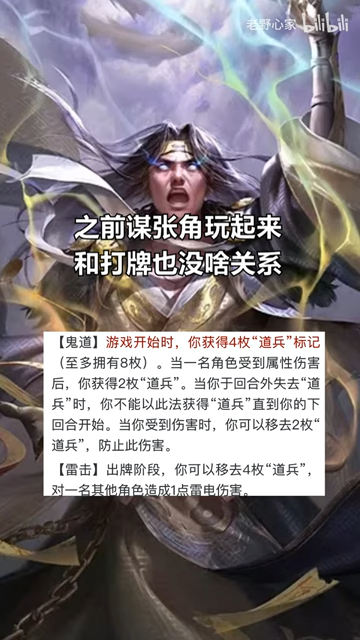 老野心家 bilibili
之前谋张角玩起来
和打牌也没啥关系
【鬼道】游戏开始时，你获得4枚“道兵”标记
（至多拥有8枚）。当一名角色受到属性伤害
后，你获得2枚“道兵”。当你于回合外失去“道
兵”时，你不能以此法获得“道兵”直到你的下
回合开始。当你受到伤害时，你可以移去2枚“
道兵”，防止此伤害。
【雷击】出牌阶段，你可以移去4枚“道兵”，
对一名其他角色造成1点雷电伤害。